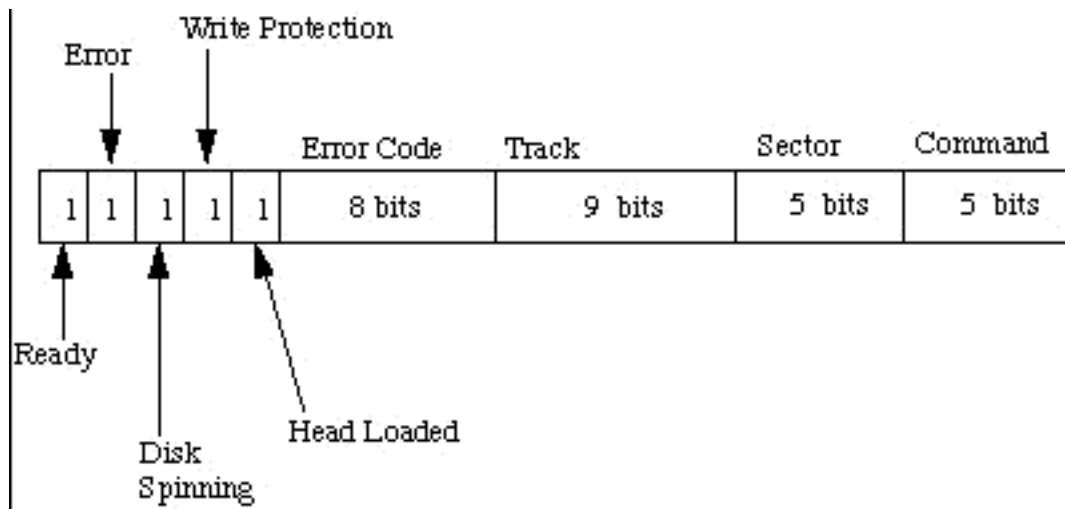 Write Protection
Error
Error Code Track Sector Command
1 1 1 1 1 8 bits 9 bits 5 bits 5 bits
Ready
Head Loaded
Disk
Spinning